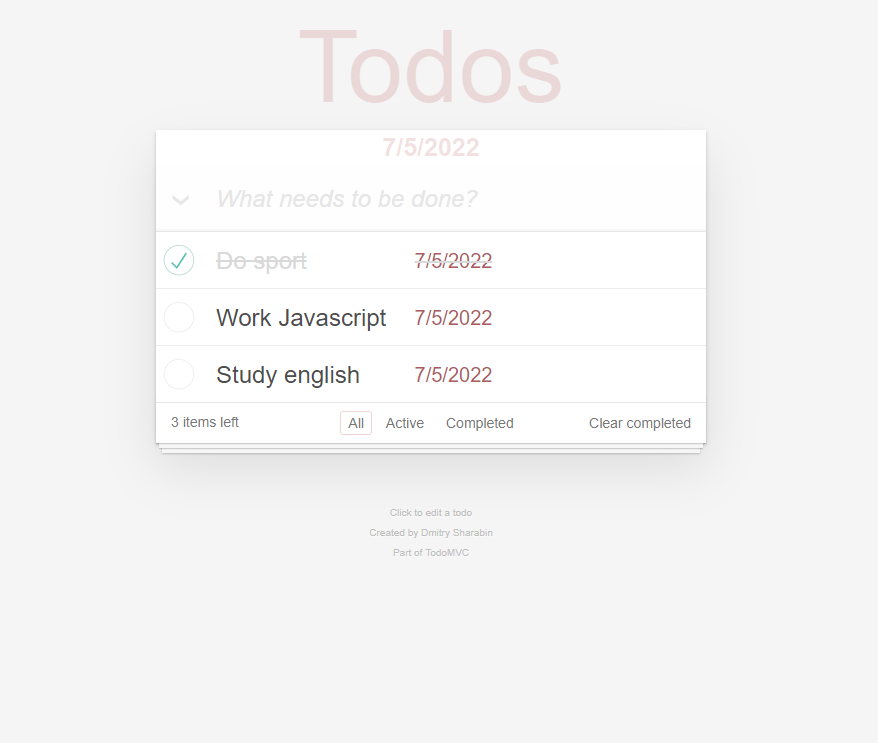 Todos
7/5/2022
What needs to be done?
Do sport 7/5/2022
Work Javascript 7/5/2022
Study english 7/5/2022
3 items left All Active Completed Clear completed
Click to edit a todo
Created by Dmitry Sharabin
Part of TodoMVC